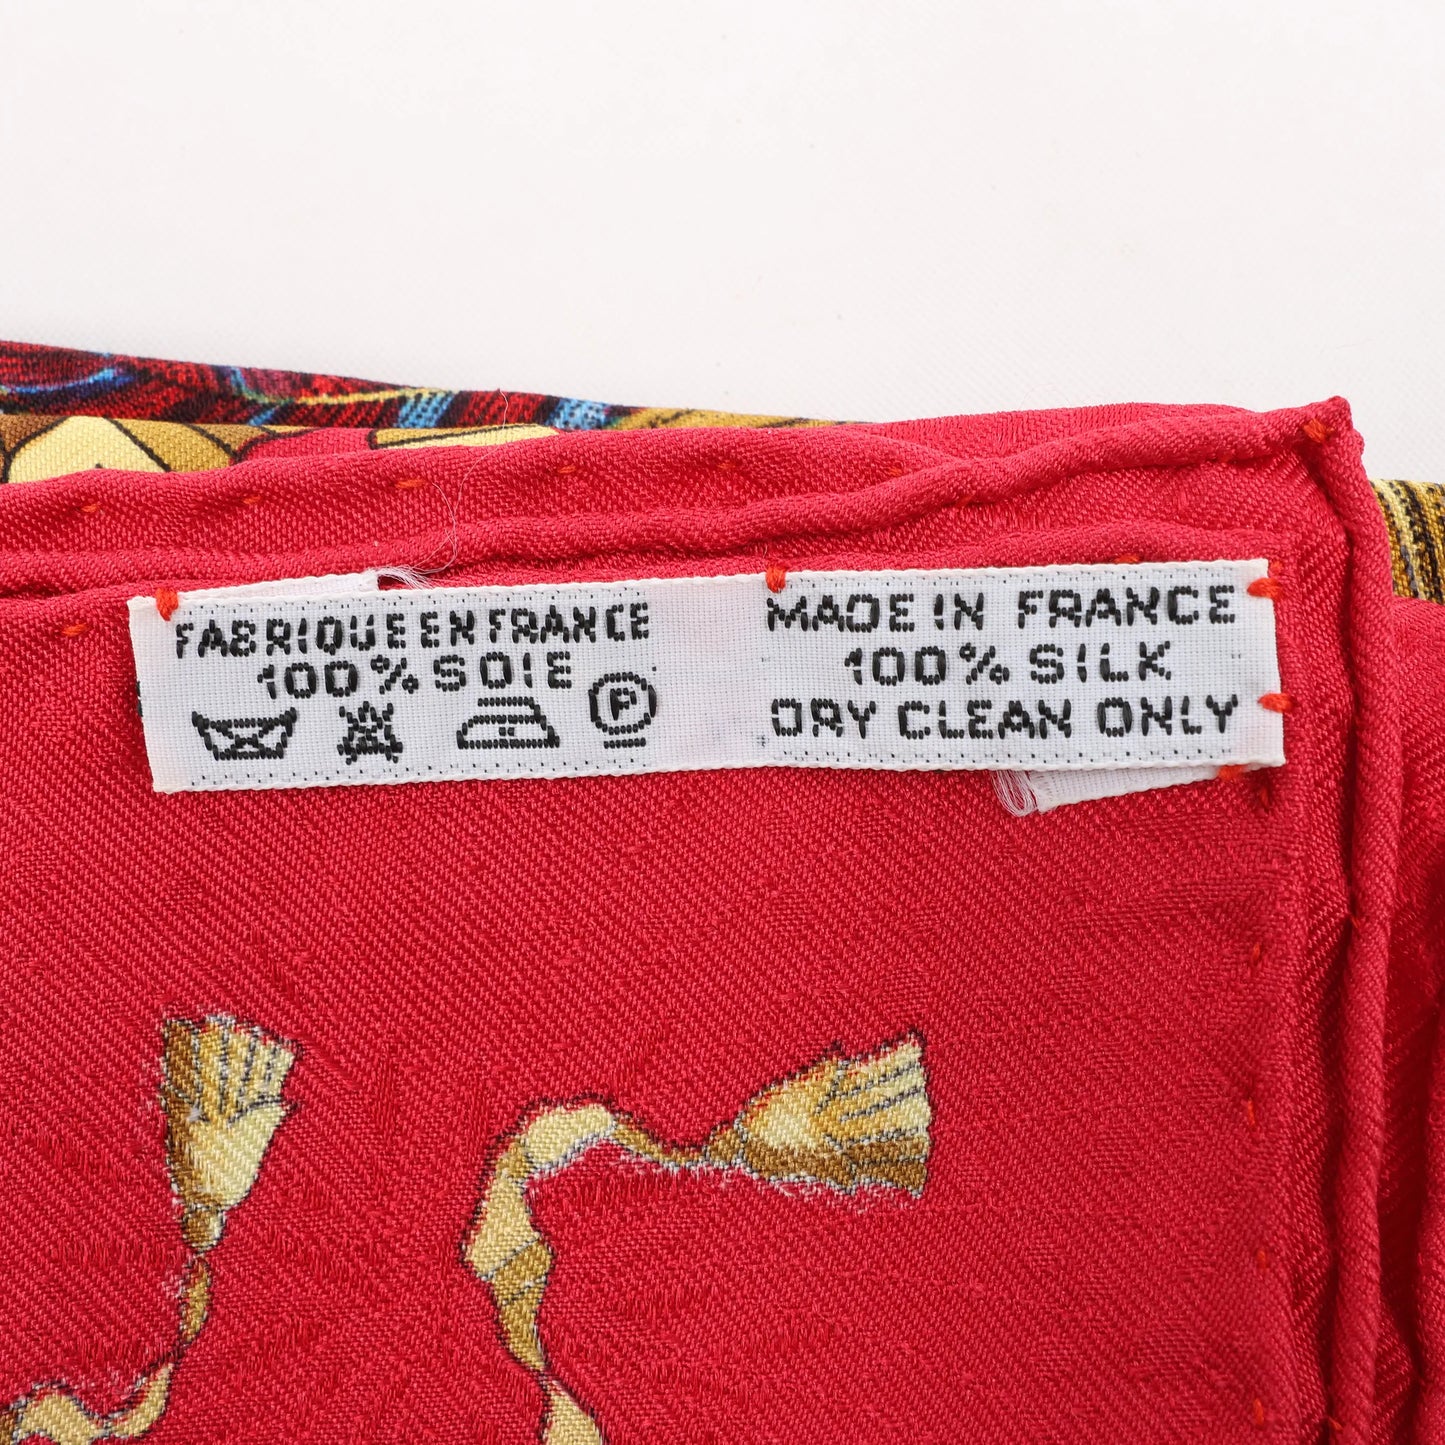 FABRIQUE EN FRANCE
100% SOIE
P
MADE IN FRANCE
100% SILK
DRY CLEAN ONLY